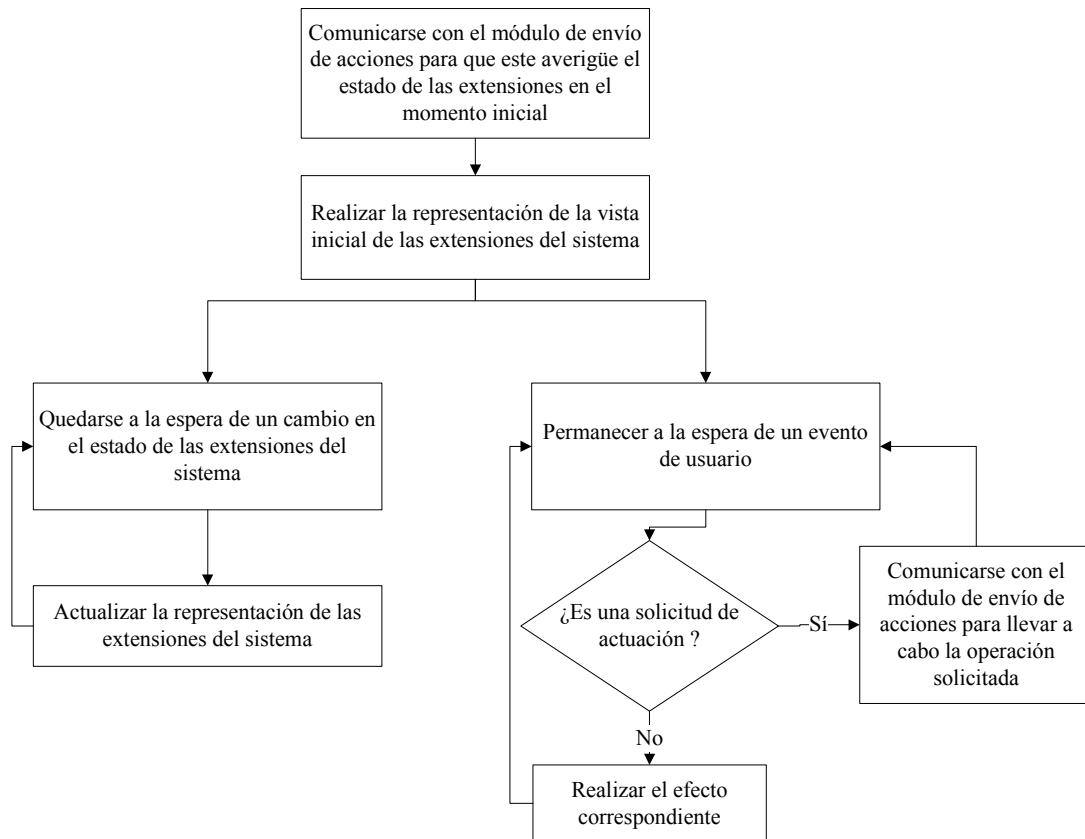 Comunicarse con el módulo de envío
de acciones para que este averigüe el
estado de las extensiones en el
momento inicial
Realizar la representación de la vista
inicial de las extensiones del sistema
Quedarse a la espera de un cambio en
el estado de las extensiones del
sistema
Actualizar la representación de las
extensiones del sistema
Permanecer a la espera de un evento
de usuario
¿Es una solicitud de
actuación ?
Sí
Comunicarse con el
módulo de envío de
acciones para llevar a
cabo la operación
solicitada
No
Realizar el efecto
correspondiente